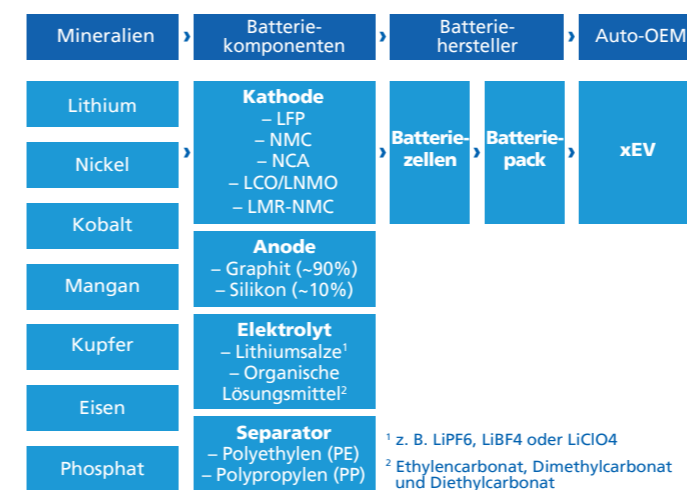 Mineralien
›
Batterie-
komponenten
›
Batterie-
hersteller
›
Auto-OEM
Lithium
Nickel
Kobalt
Mangan
Kupfer
Eisen
Phosphat
›
Kathode
– LFP
– NMC
– NCA
– LCO/LNMO
– LMR-NMC
Anode
– Graphit (~90%)
– Silikon (~10%)
Elektrolyt
– Lithiumsalze¹
– Organische
Lösungsmittel²
Separator
– Polyethylen (PE)
– Polypropylen (PP)
›
Batterie-
zellen
›
Batterie-
pack
›
xEV
¹ z. B. LiPF6, LiBF4 oder LiClO4
² Ethylencarbonat, Dimethylcarbonat
und Diethylcarbonat